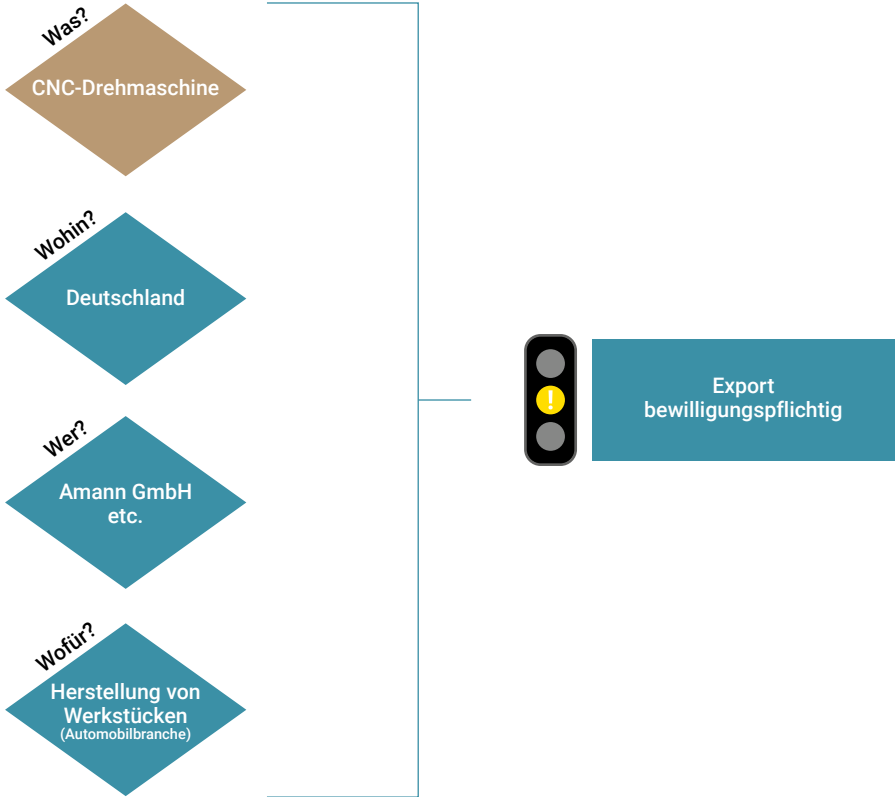 Was?
CNC-Drehmaschine
Wohin?
Deutschland
Wer?
Amann GmbH
etc.
Wofür?
Herstellung von
Werkstücken
(Automobilbranche)
!
Export
bewilligungspflichtig